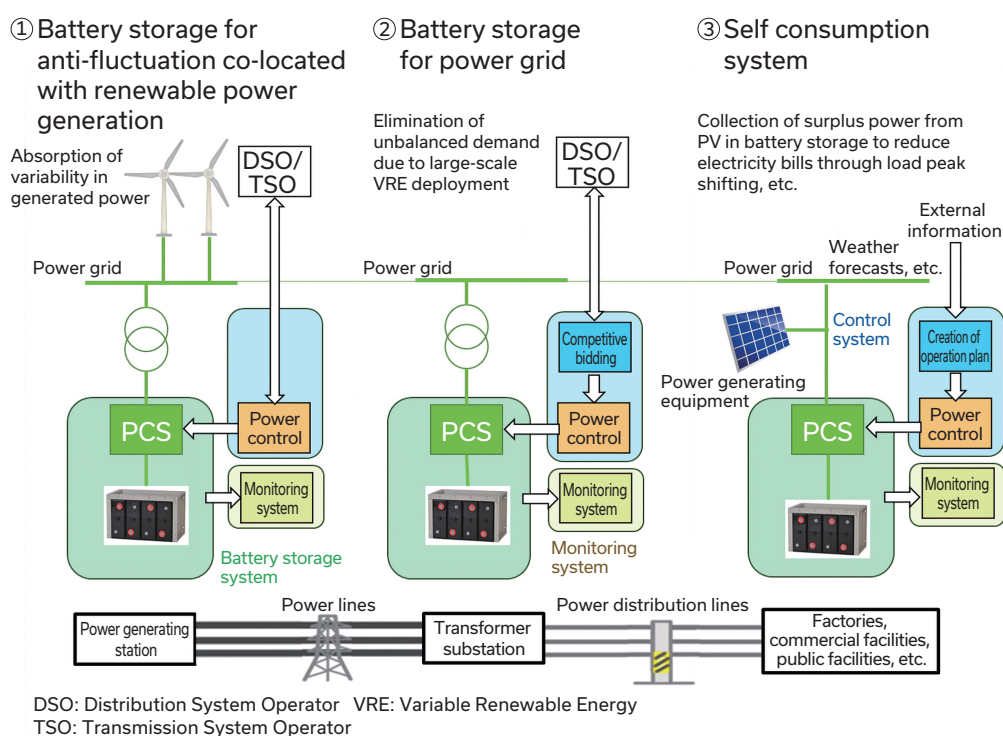 ① Battery storage for
anti-fluctuation co-located
with renewable power
generation
Absorption of
variability in
generated power
DSO/
TSO
Power grid
PCS
Power
control
Monitoring
system
Battery storage
system
② Battery storage
for power grid
Elimination of
unbalanced demand
due to large-scale
VRE deployment
DSO/
TSO
Power grid
Competitive
bidding
PCS
Power
control
Monitoring
system
Monitoring
system
③ Self consumption
system
Collection of surplus power from
PV in battery storage to reduce
electricity bills through load peak
shifting, etc.
External
information
Weather
forecasts, etc.
Power grid
Control
system
Creation of
operation plan
Power generating
equipment
PCS
Power
control
Monitoring
system
Power generating
station
Power lines
Transformer
substation
Power distribution lines
Factories,
commercial facilities,
public facilities, etc.
DSO: Distribution System Operator VRE: Variable Renewable Energy
TSO: Transmission System Operator